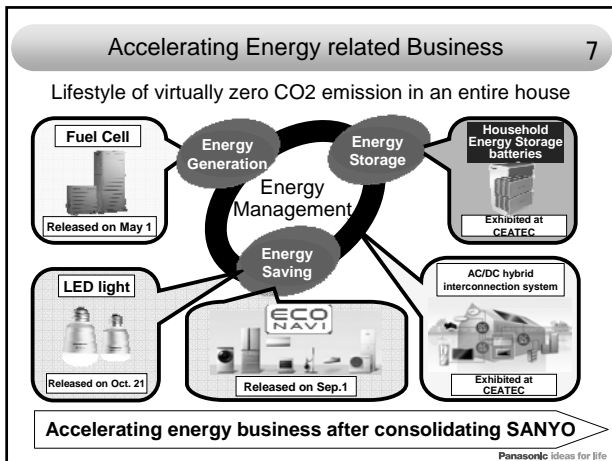 Accelerating Energy related Business
7
Lifestyle of virtually zero CO2 emission in an entire house
Fuel Cell
Released on May 1
Energy
Generation
Energy
Storage
Household
Energy Storage
batteries
Exhibited at
CEATEC
Energy
Management
Energy
Saving
LED light
Released on Oct. 21
ECO
NAVI
Released on Sep.1
AC/DC hybrid
interconnection system
Exhibited at
CEATEC
Accelerating energy business after consolidating SANYO
Panasonic ideas for life